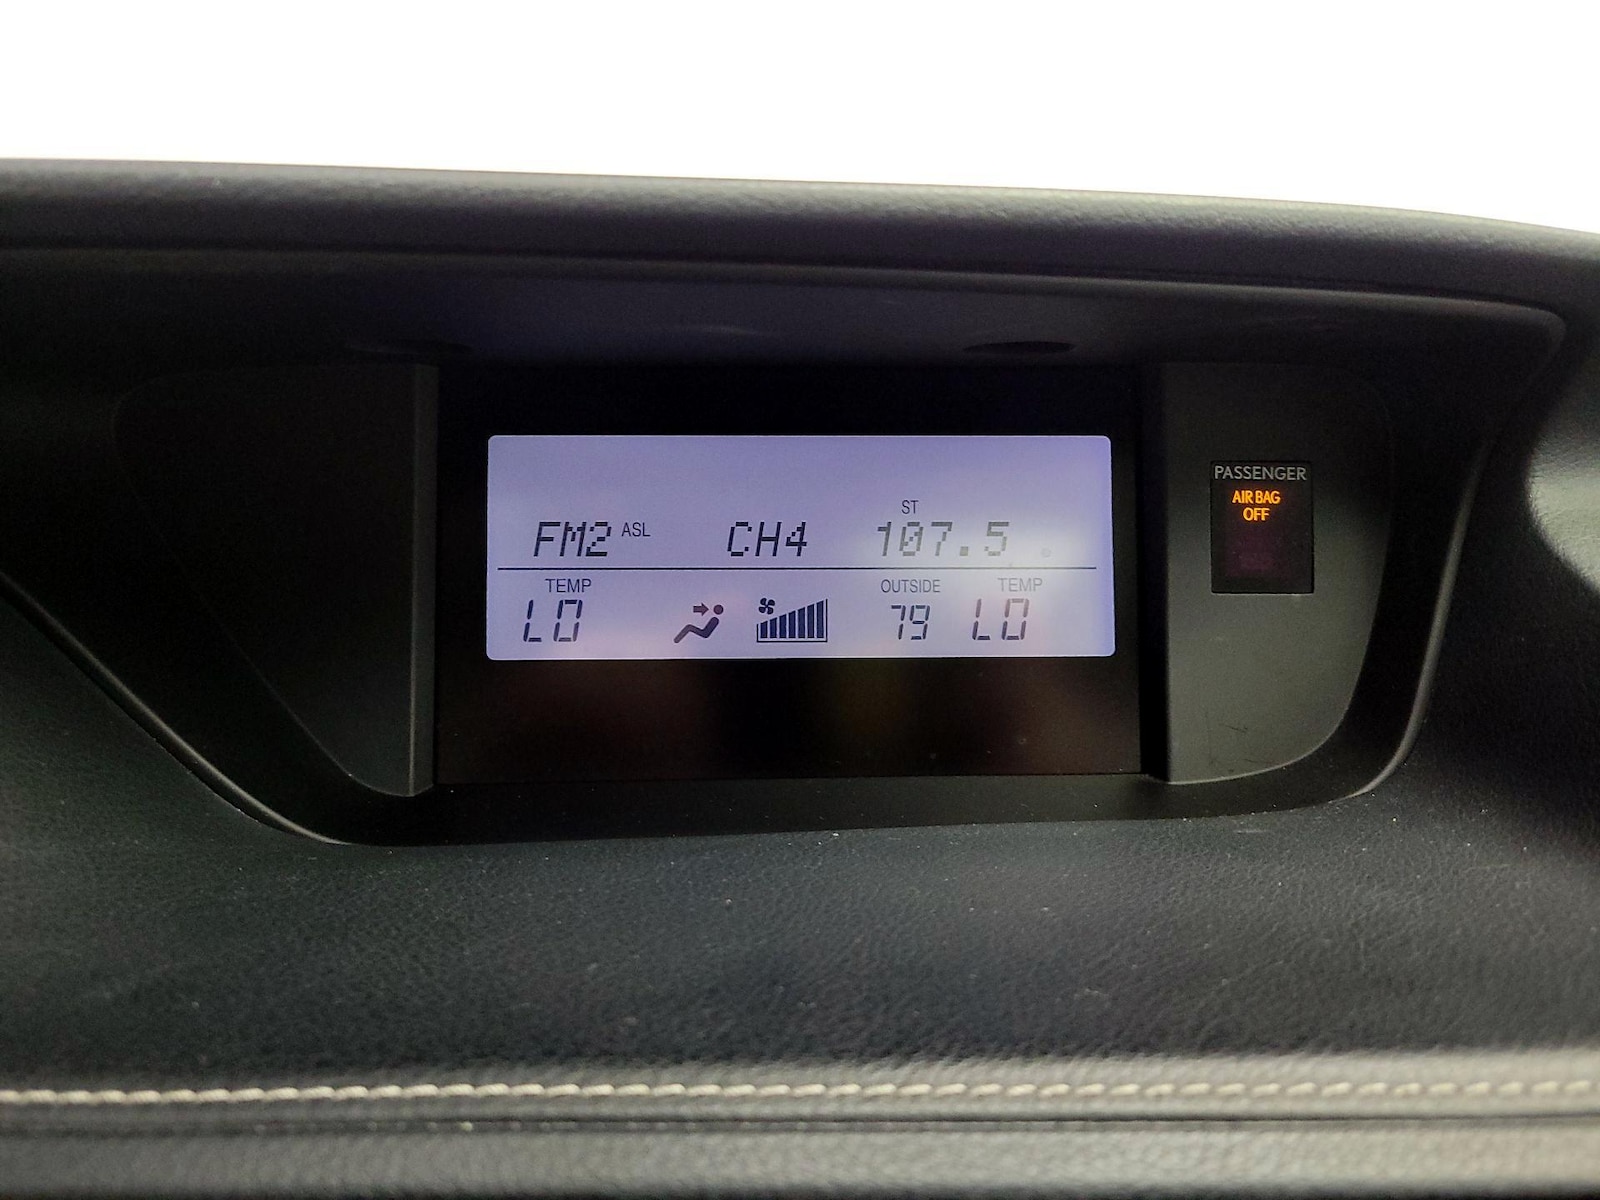 ST
FM2 ASL CH4 107.5
TEMP OUTSIDE TEMP
LO 79 LO
PASSENGER
AIR BAG
OFF